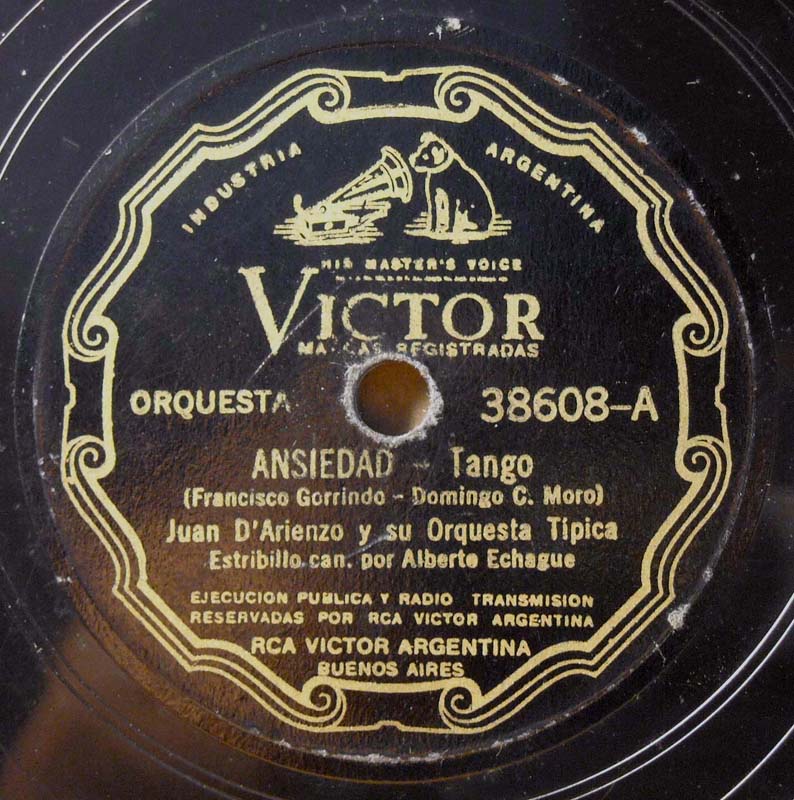 INDUSTRIA ARGENTINA
HIS MASTER'S VOICE
VICTOR
MARCAS REGISTRADAS
ORQUESTA 38608-A
ANSIEDAD - Tango
(Francisco Gorrindo - Domingo C. Moro)
Juan D'Arienzo y su Orquesta Típica
Estribillo can. por Alberto Echague
EJECUCION PUBLICA Y RADIO TRANSMISION
RESERVADAS POR RCA VICTOR ARGENTINA
RCA VICTOR ARGENTINA
BUENOS AIRES